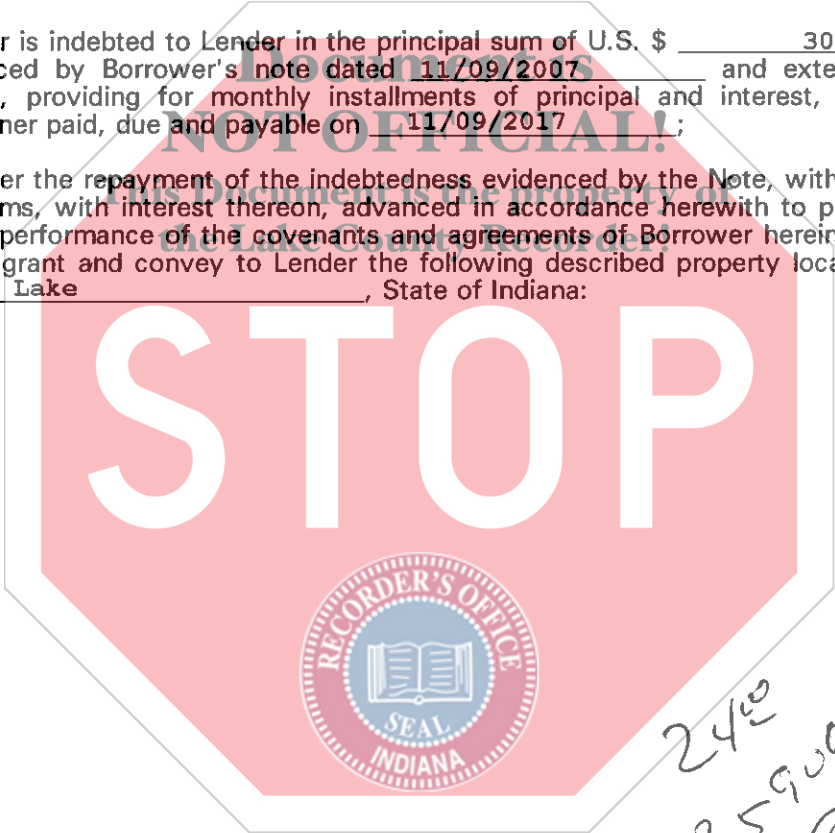 r is indebted to Lender in the principal sum of U.S. $ 30
ced by Borrower's note dated 11/09/2007 and exte
, providing for monthly installments of principal and interest,
ner paid, due and payable on 11/09/2017 ;
er the repayment of the indebtedness evidenced by the Note, with
ms, with interest thereon, advanced in accordance herewith to p
performance of the covenants and agreements of Borrower herein
grant and convey to Lender the following described property loca
Lake , State of Indiana:
Document is
NOT OFFICIAL!
This Document is the property of
the Lake County Recorder!
STOP
RECORDER'S OFFICE
SEAL
INDIANA
24.00